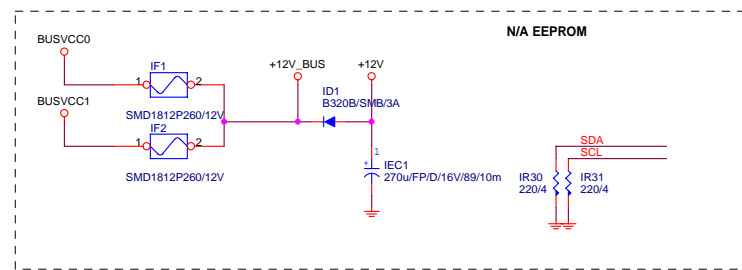 N/A EEPROM
BUSVCC0
IF1
1 2
SMD1812P260/12V
BUSVCC1
IF2
1 2
SMD1812P260/12V
+12V_BUS
+12V
ID1
B320B/SMB/3A
1
+
IEC1
270u/FP/D/16V/89/10m
SDA
SCL
IR30
220/4
IR31
220/4